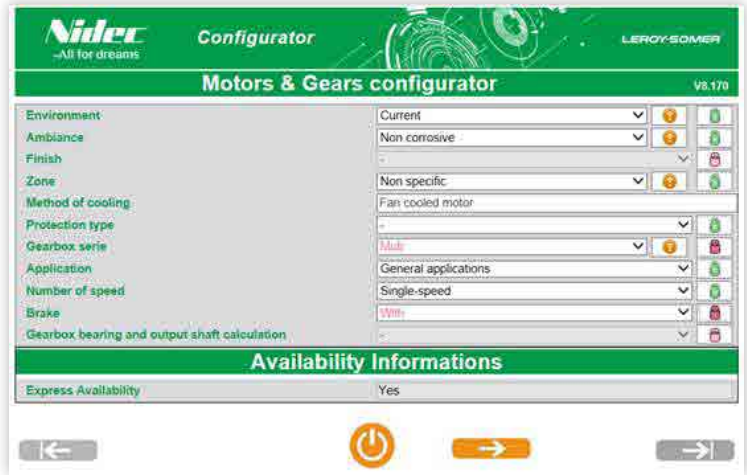 Nidec
-All for dreams
Configurator
LEROY-SOMER
Motors & Gears configurator
V8.170
Environment Current
Ambiance Non corrosive
Finish -
Zone Non specific
Method of cooling Fan cooled motor
Protection type -
Gearbox serie
Application General applications
Number of speed Single-speed
Brake With
Gearbox bearing and output shaft calculation -
Availability Informations
Express Availability Yes